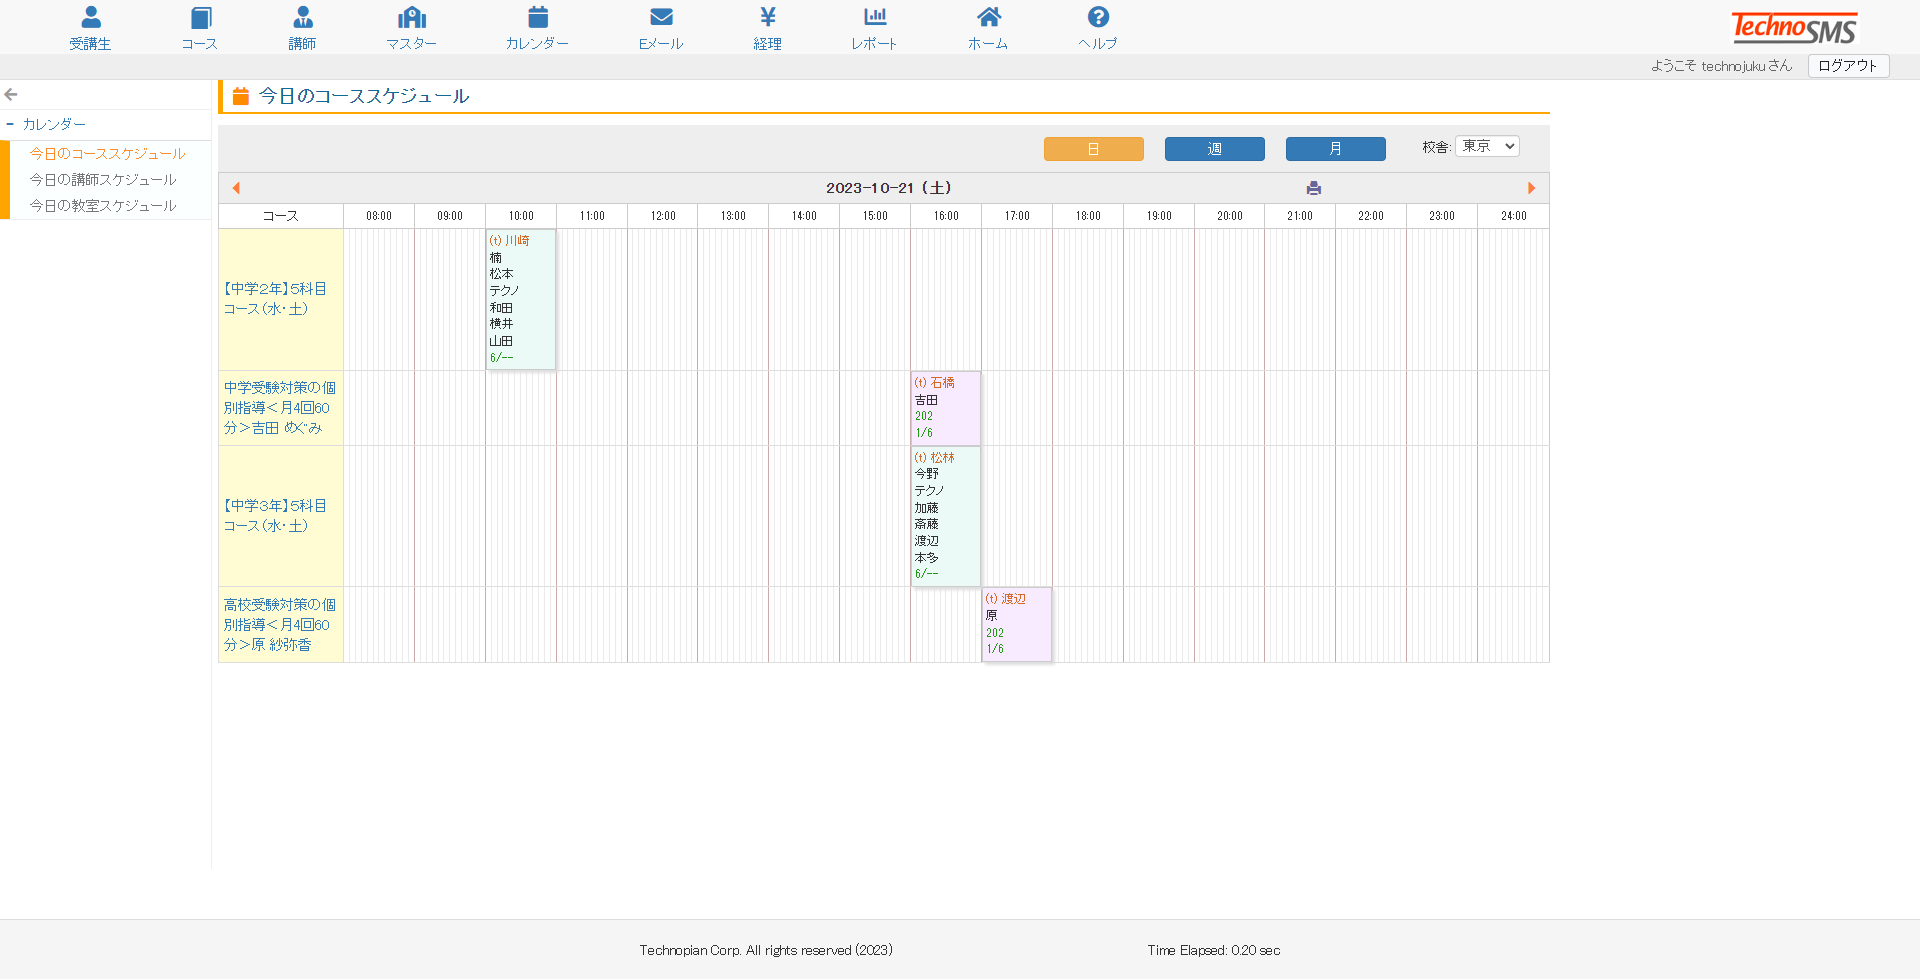 受講生
コース
講師
マスター
カレンダー
Eメール
経理
レポート
ホーム
ヘルプ
TechnoSMS
ようこそ technojuku さん
ログアウト
カレンダー
今日のコーススケジュール
今日の講師スケジュール
今日の教室スケジュール
今日のコーススケジュール
日
週
月
校舎:
東京
2023-10-21 (土)
コース
08:00
09:00
10:00
11:00
12:00
13:00
14:00
15:00
16:00
17:00
18:00
19:00
20:00
21:00
22:00
23:00
24:00
【中学2年】5科目
コース(水・土)
(t) 川崎
楠
松本
テクノ
和田
横井
山田
6/--
中学受験対策の個
別指導<月4回60
分>吉田 めぐみ
(t) 石橋
吉田
202
1/6
【中学3年】5科目
コース(水・土)
(t) 松林
今野
テクノ
加藤
斎藤
渡辺
本多
6/--
高校受験対策の個
別指導<月4回60
分>原 紗弥香
(t) 渡辺
原
202
1/6
Technopian Corp. All rights reserved (2023)
Time Elapsed: 0.20 sec